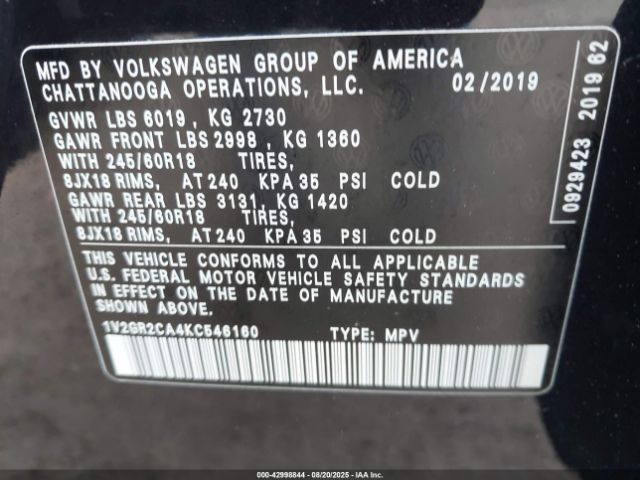 MFD BY VOLKSWAGEN GROUP OF AMERICA
CHATTANOOGA OPERATIONS, LLC. 02/2019
GVWR LBS 6019, KG 2730
GAWR FRONT LBS 2998, KG 1360
WITH 245/60R18 TIRES,
8JX18 RIMS, AT 240 KPA 35 PSI COLD
GAWR REAR LBS 3131, KG 1420
WITH 245/60R18 TIRES,
8JX18 RIMS, AT 240 KPA 35 PSI COLD
THIS VEHICLE CONFORMS TO ALL APPLICABLE
U.S. FEDERAL MOTOR VEHICLE SAFETY STANDARDS
IN EFFECT ON THE DATE OF MANUFACTURE
SHOWN ABOVE.
1V2GR2CA4KC546160 TYPE: MPV
0929423 2019 62
000-42998844 - 08/20/2025 - IAA Inc.